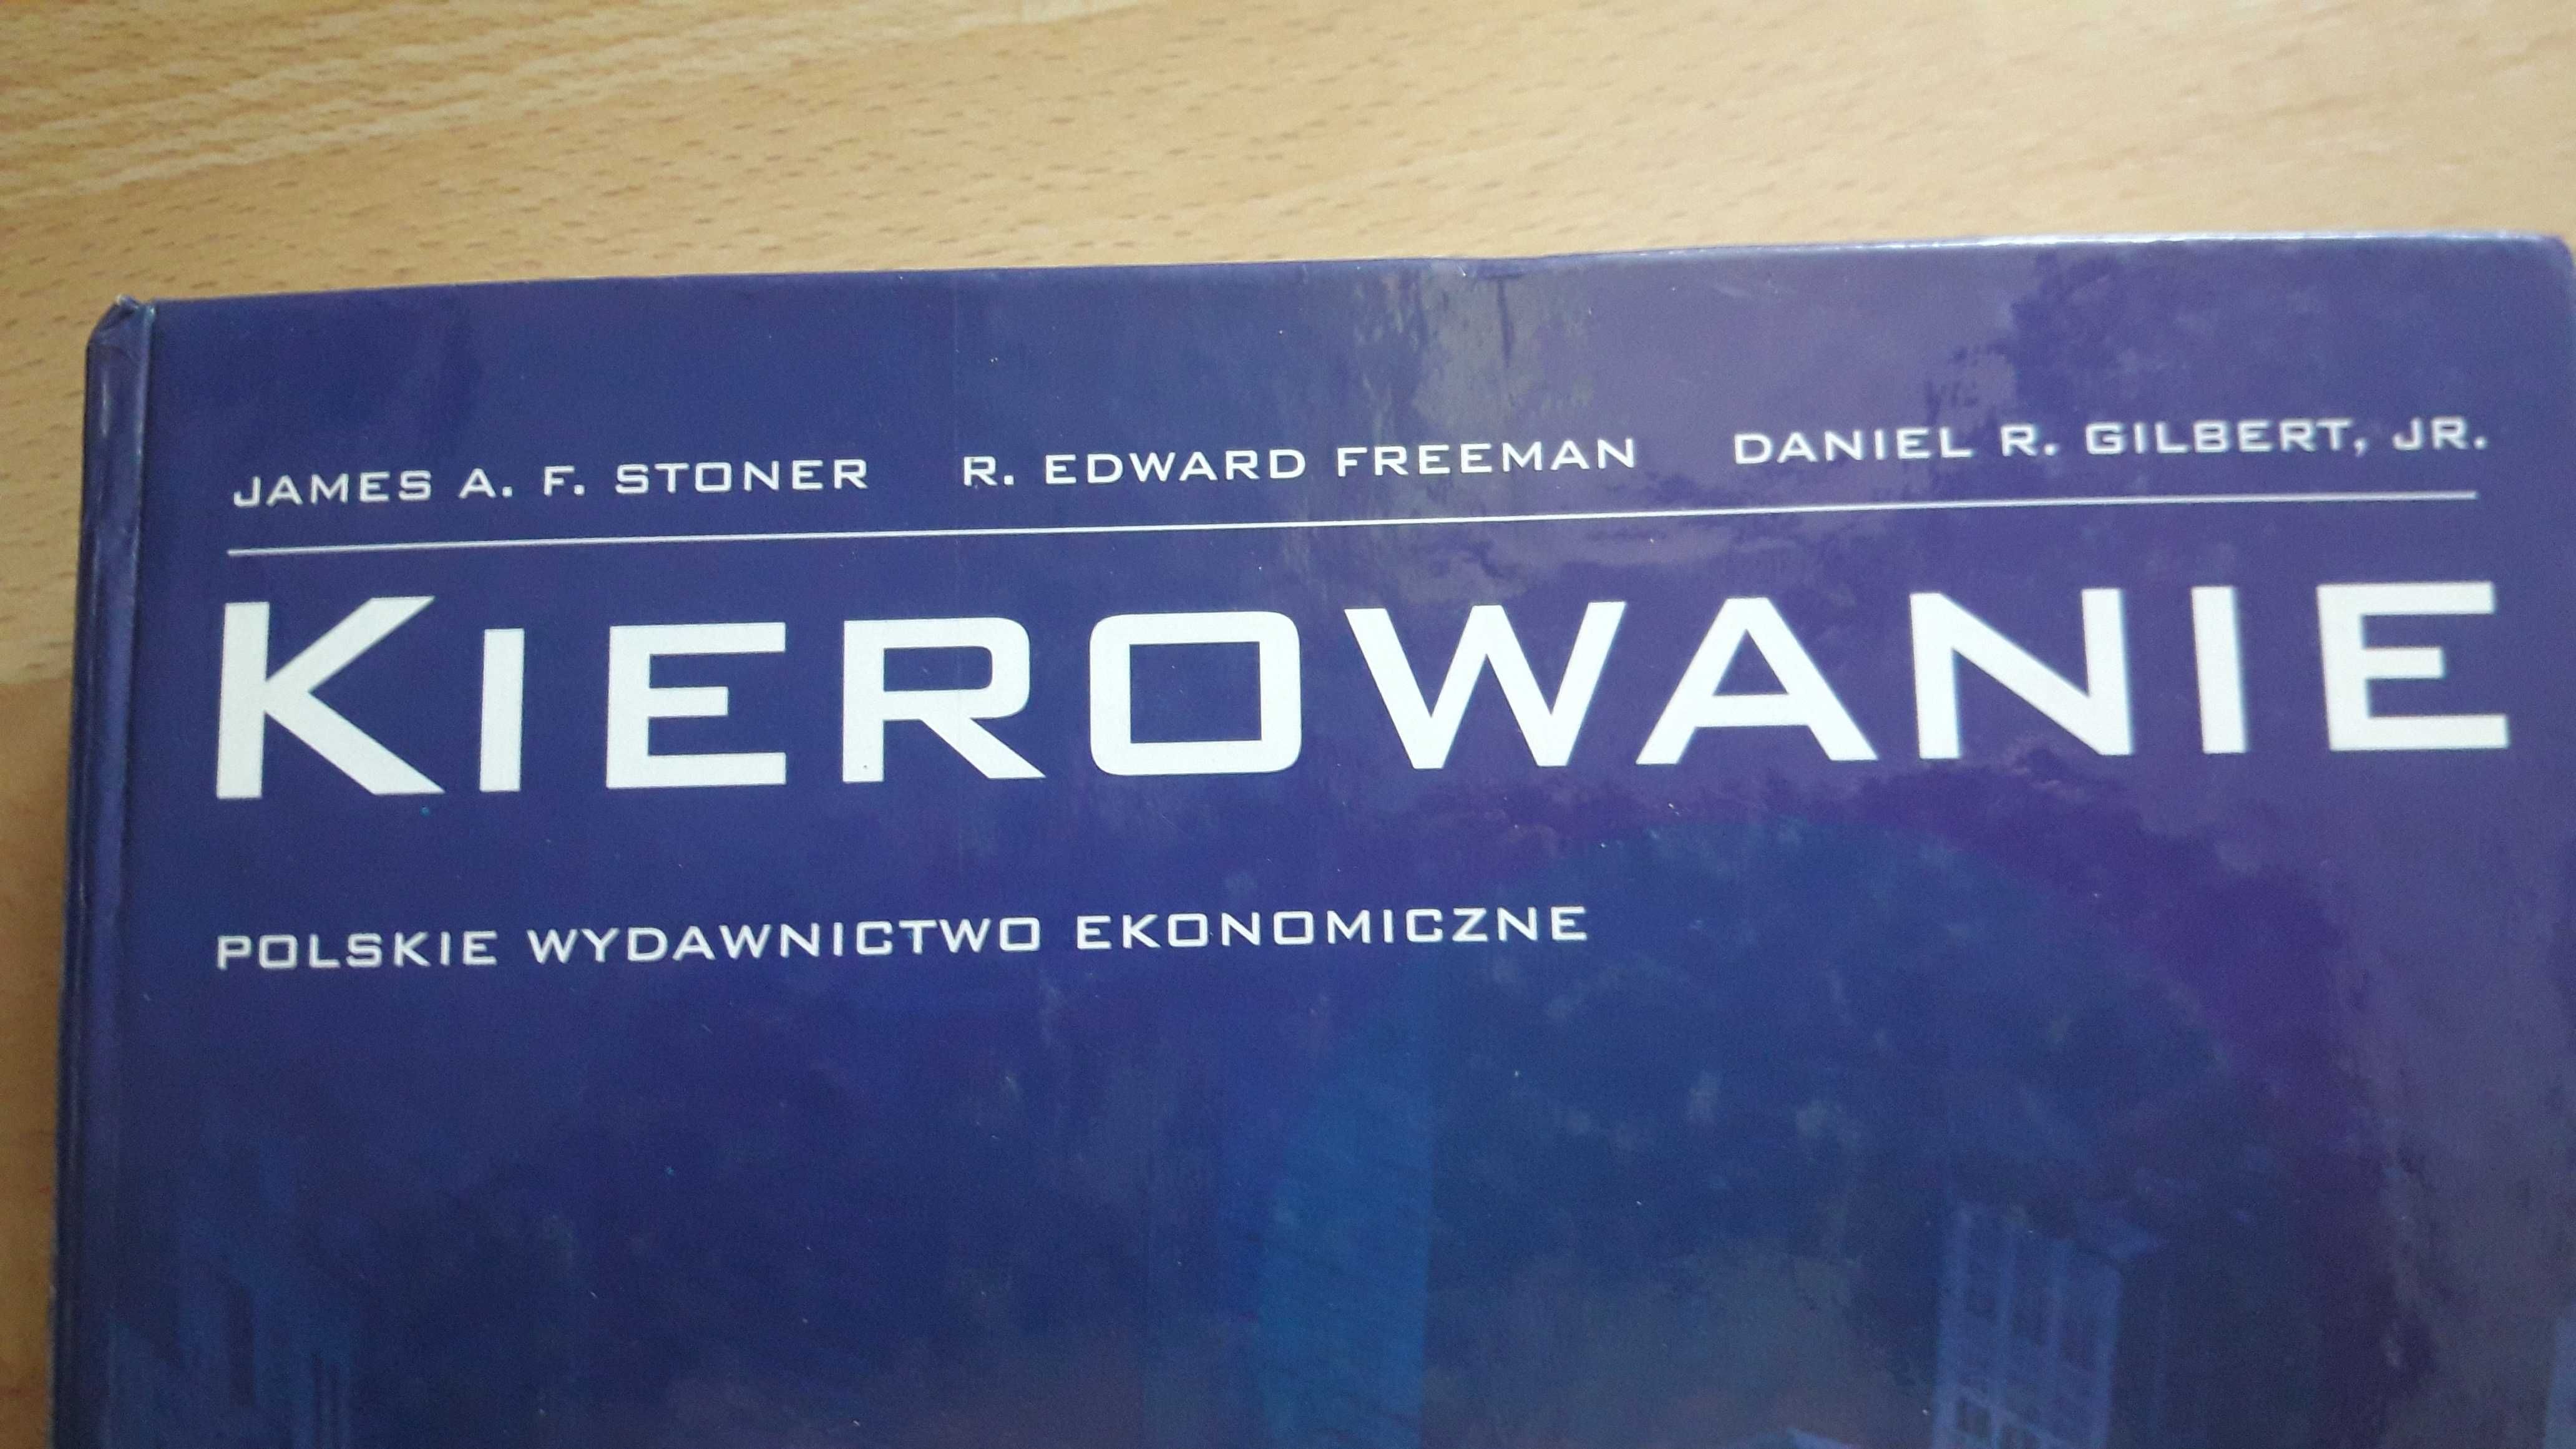 JAMES A. F. STONER R. EDWARD FREEMAN DANIEL R. GILBERT, JR.
KIEROWANIE
POLSKIE WYDAWNICTWO EKONOMICZNE